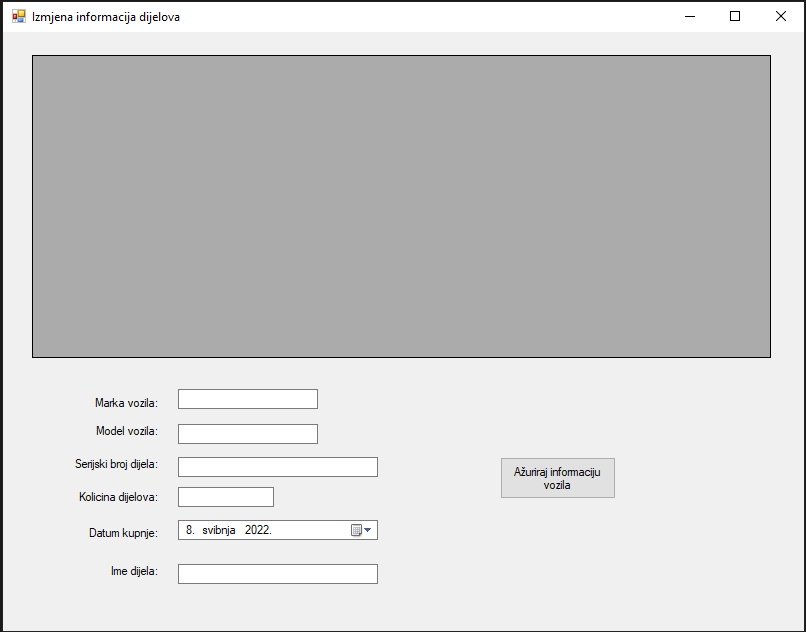 Izmjena informacija dijelova
Marka vozila:
Model vozila:
Serijski broj dijela:
Kolicina dijelova:
Datum kupnje:
8. svibnja 2022.
Ime dijela:
Ažuriraj informaciju
vozila